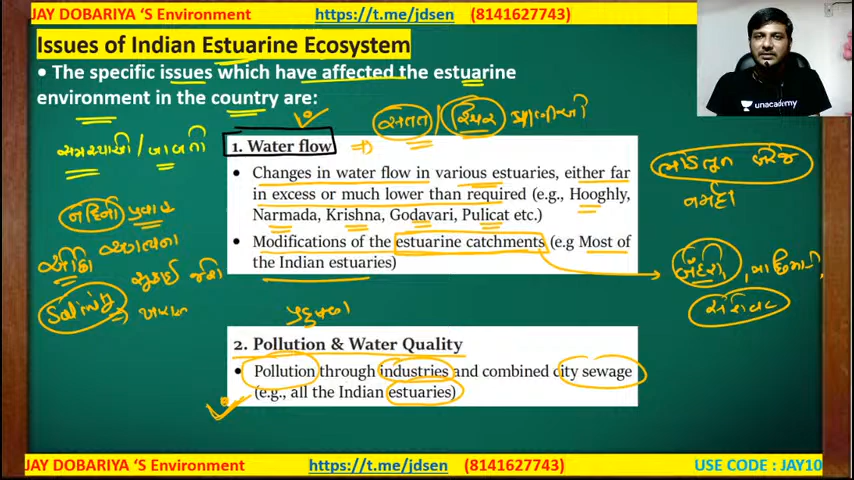 JAY DOBARIYA ‘S Environment https://t.me/jdsen (8141627743)
Issues of Indian Estuarine Ecosystem
• The specific issues which have affected the estuarine
environment in the country are:
unacademy
સતત / સ્થિર
1. Water flow
• Changes in water flow in various estuaries, either far
in excess or much lower than required (e.g., Hooghly,
Narmada, Krishna, Godavari, Pulicat etc.)
• Modifications of the estuarine catchments (e.g Most of
the Indian estuaries)
ભાડભૂત
નર્મદા
પ્રવાહ
Salinity
પ્રદુષણ
2. Pollution & Water Quality
• Pollution through industries and combined city sewage
(e.g., all the Indian estuaries)
JAY DOBARIYA ‘S Environment https://t.me/jdsen (8141627743) USE CODE : JAY10